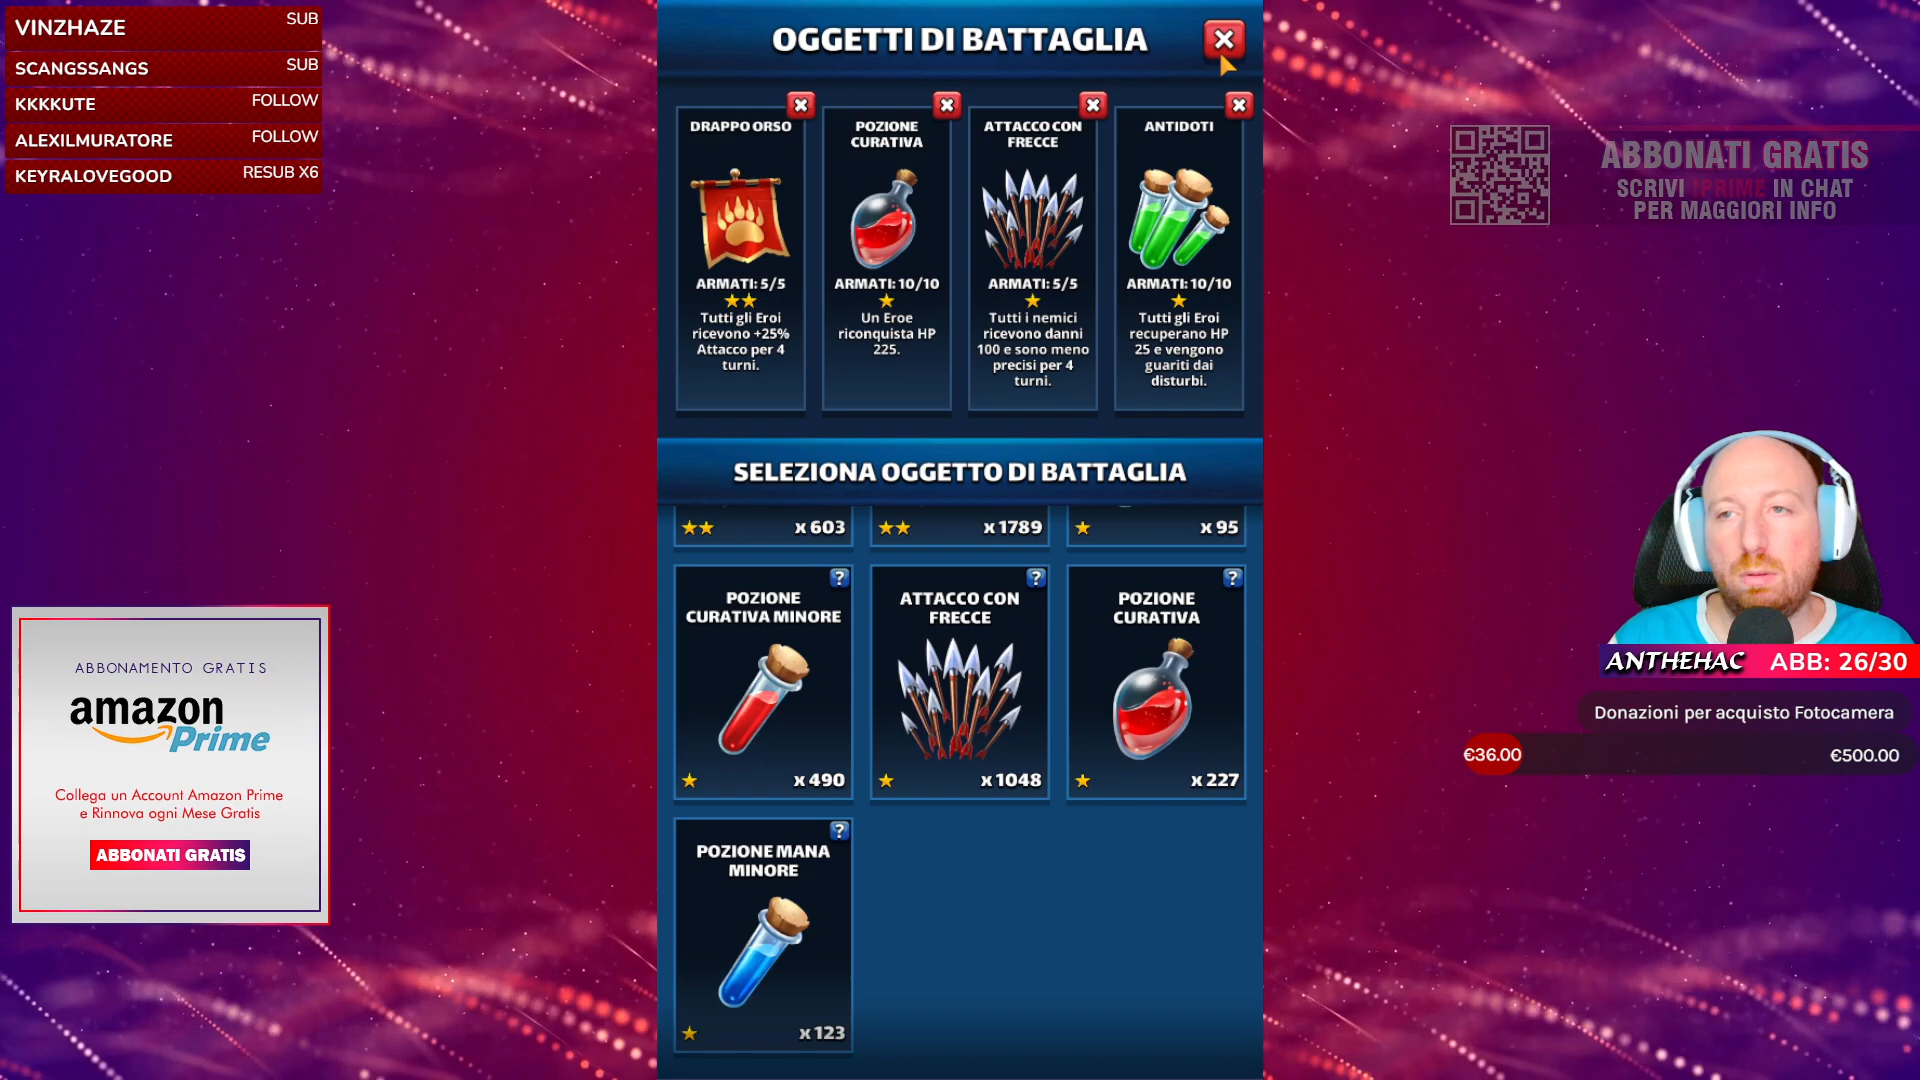 VINZHAZE SUB
SCANGSSANGS SUB
KKKKUTE FOLLOW
ALEXILMURATORE FOLLOW
KEYRALOVEGOOD RESUB X6
ABBONAMENTO GRATIS
amazon
Prime
Collega un Account Amazon Prime
e Rinnova ogni Mese Gratis
ABBONATI GRATIS
OGGETTI DI BATTAGLIA
DRAPPO ORSO
ARMATI: 5/5
Tutti gli Eroi
ricevono +25%
Attacco per 4
turni.
POZIONE
CURATIVA
ARMATI: 10/10
Un Eroe
riconquista HP
225.
ATTACCO CON
FRECCE
ARMATI: 5/5
Tutti i nemici
ricevono danni
100 e sono meno
precisi per 4
turni.
ANTIDOTI
ARMATI: 10/10
Tutti gli Eroi
recuperano HP
25 e vengono
guariti dai
disturbi.
SELEZIONA OGGETTO DI BATTAGLIA
x 603
x 1789
x 95
?
POZIONE
CURATIVA MINORE
x 490
?
ATTACCO CON
FRECCE
x 1048
?
POZIONE
CURATIVA
x 227
?
POZIONE MANA
MINORE
x 123
ABBONATI GRATIS
SCRIVI !PRIME IN CHAT
PER MAGGIORI INFO
ANTHEHAC ABB: 26/30
Donazioni per acquisto Fotocamera
€36.00 €500.00